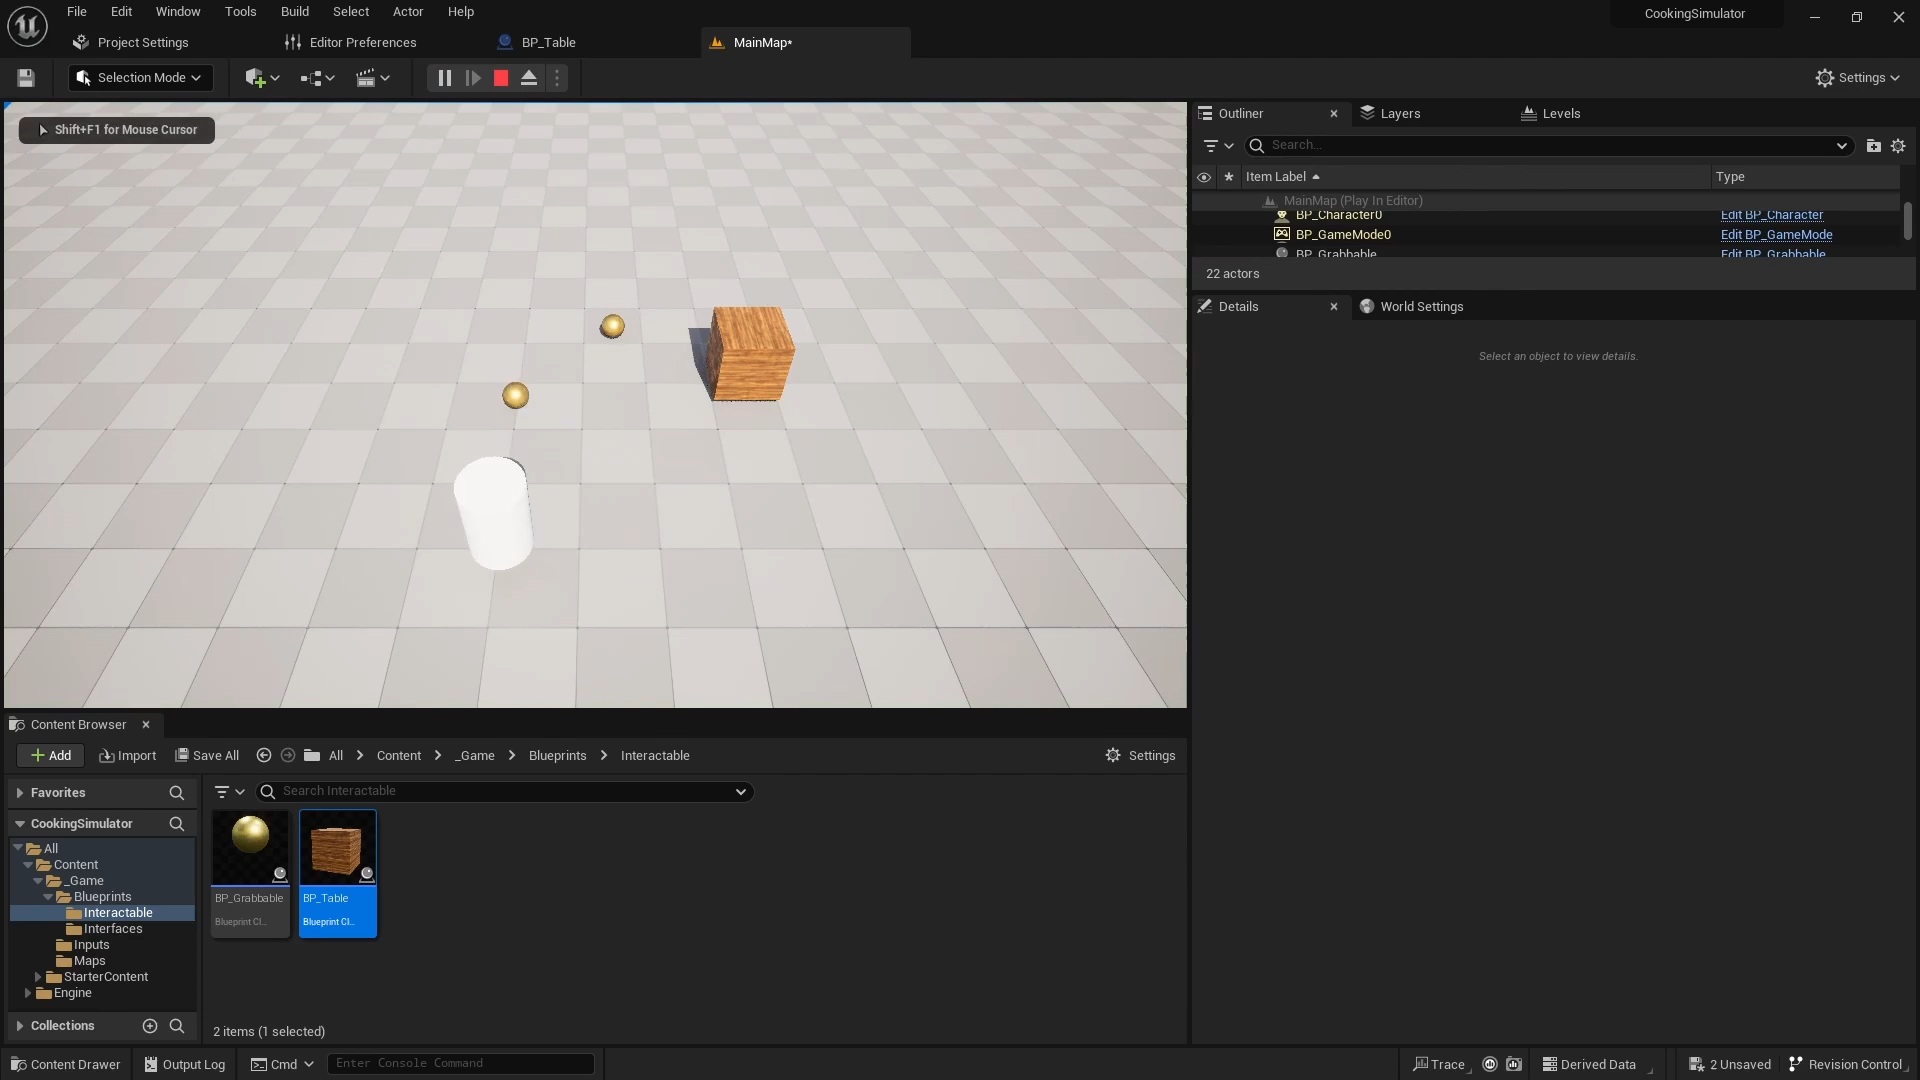 File Edit Window Tools Build Select Actor Help
CookingSimulator
Project Settings
Editor Preferences
BP_Table
MainMap*
Selection Mode
Settings
Shift+F1 for Mouse Cursor
Outliner
Layers
Levels
Search...
Item Label
Type
MainMap (Play In Editor)
BP_Character0
Edit BP_Character
BP_GameMode0
Edit BP_GameMode
BP_Grabbable
Edit BP_Grabbable
22 actors
Details
World Settings
Select an object to view details.
Content Browser
Add
Import
Save All
All
Content
_Game
Blueprints
Interactable
Settings
Favorites
Search Interactable
CookingSimulator
All
Content
_Game
Blueprints
Interactable
Interfaces
Inputs
Maps
StarterContent
Engine
Collections
BP_Grabbable
Blueprint Cl...
BP_Table
Blueprint Cl...
2 items (1 selected)
Content Drawer
Output Log
Cmd
Enter Console Command
Trace
Derived Data
2 Unsaved
Revision Control